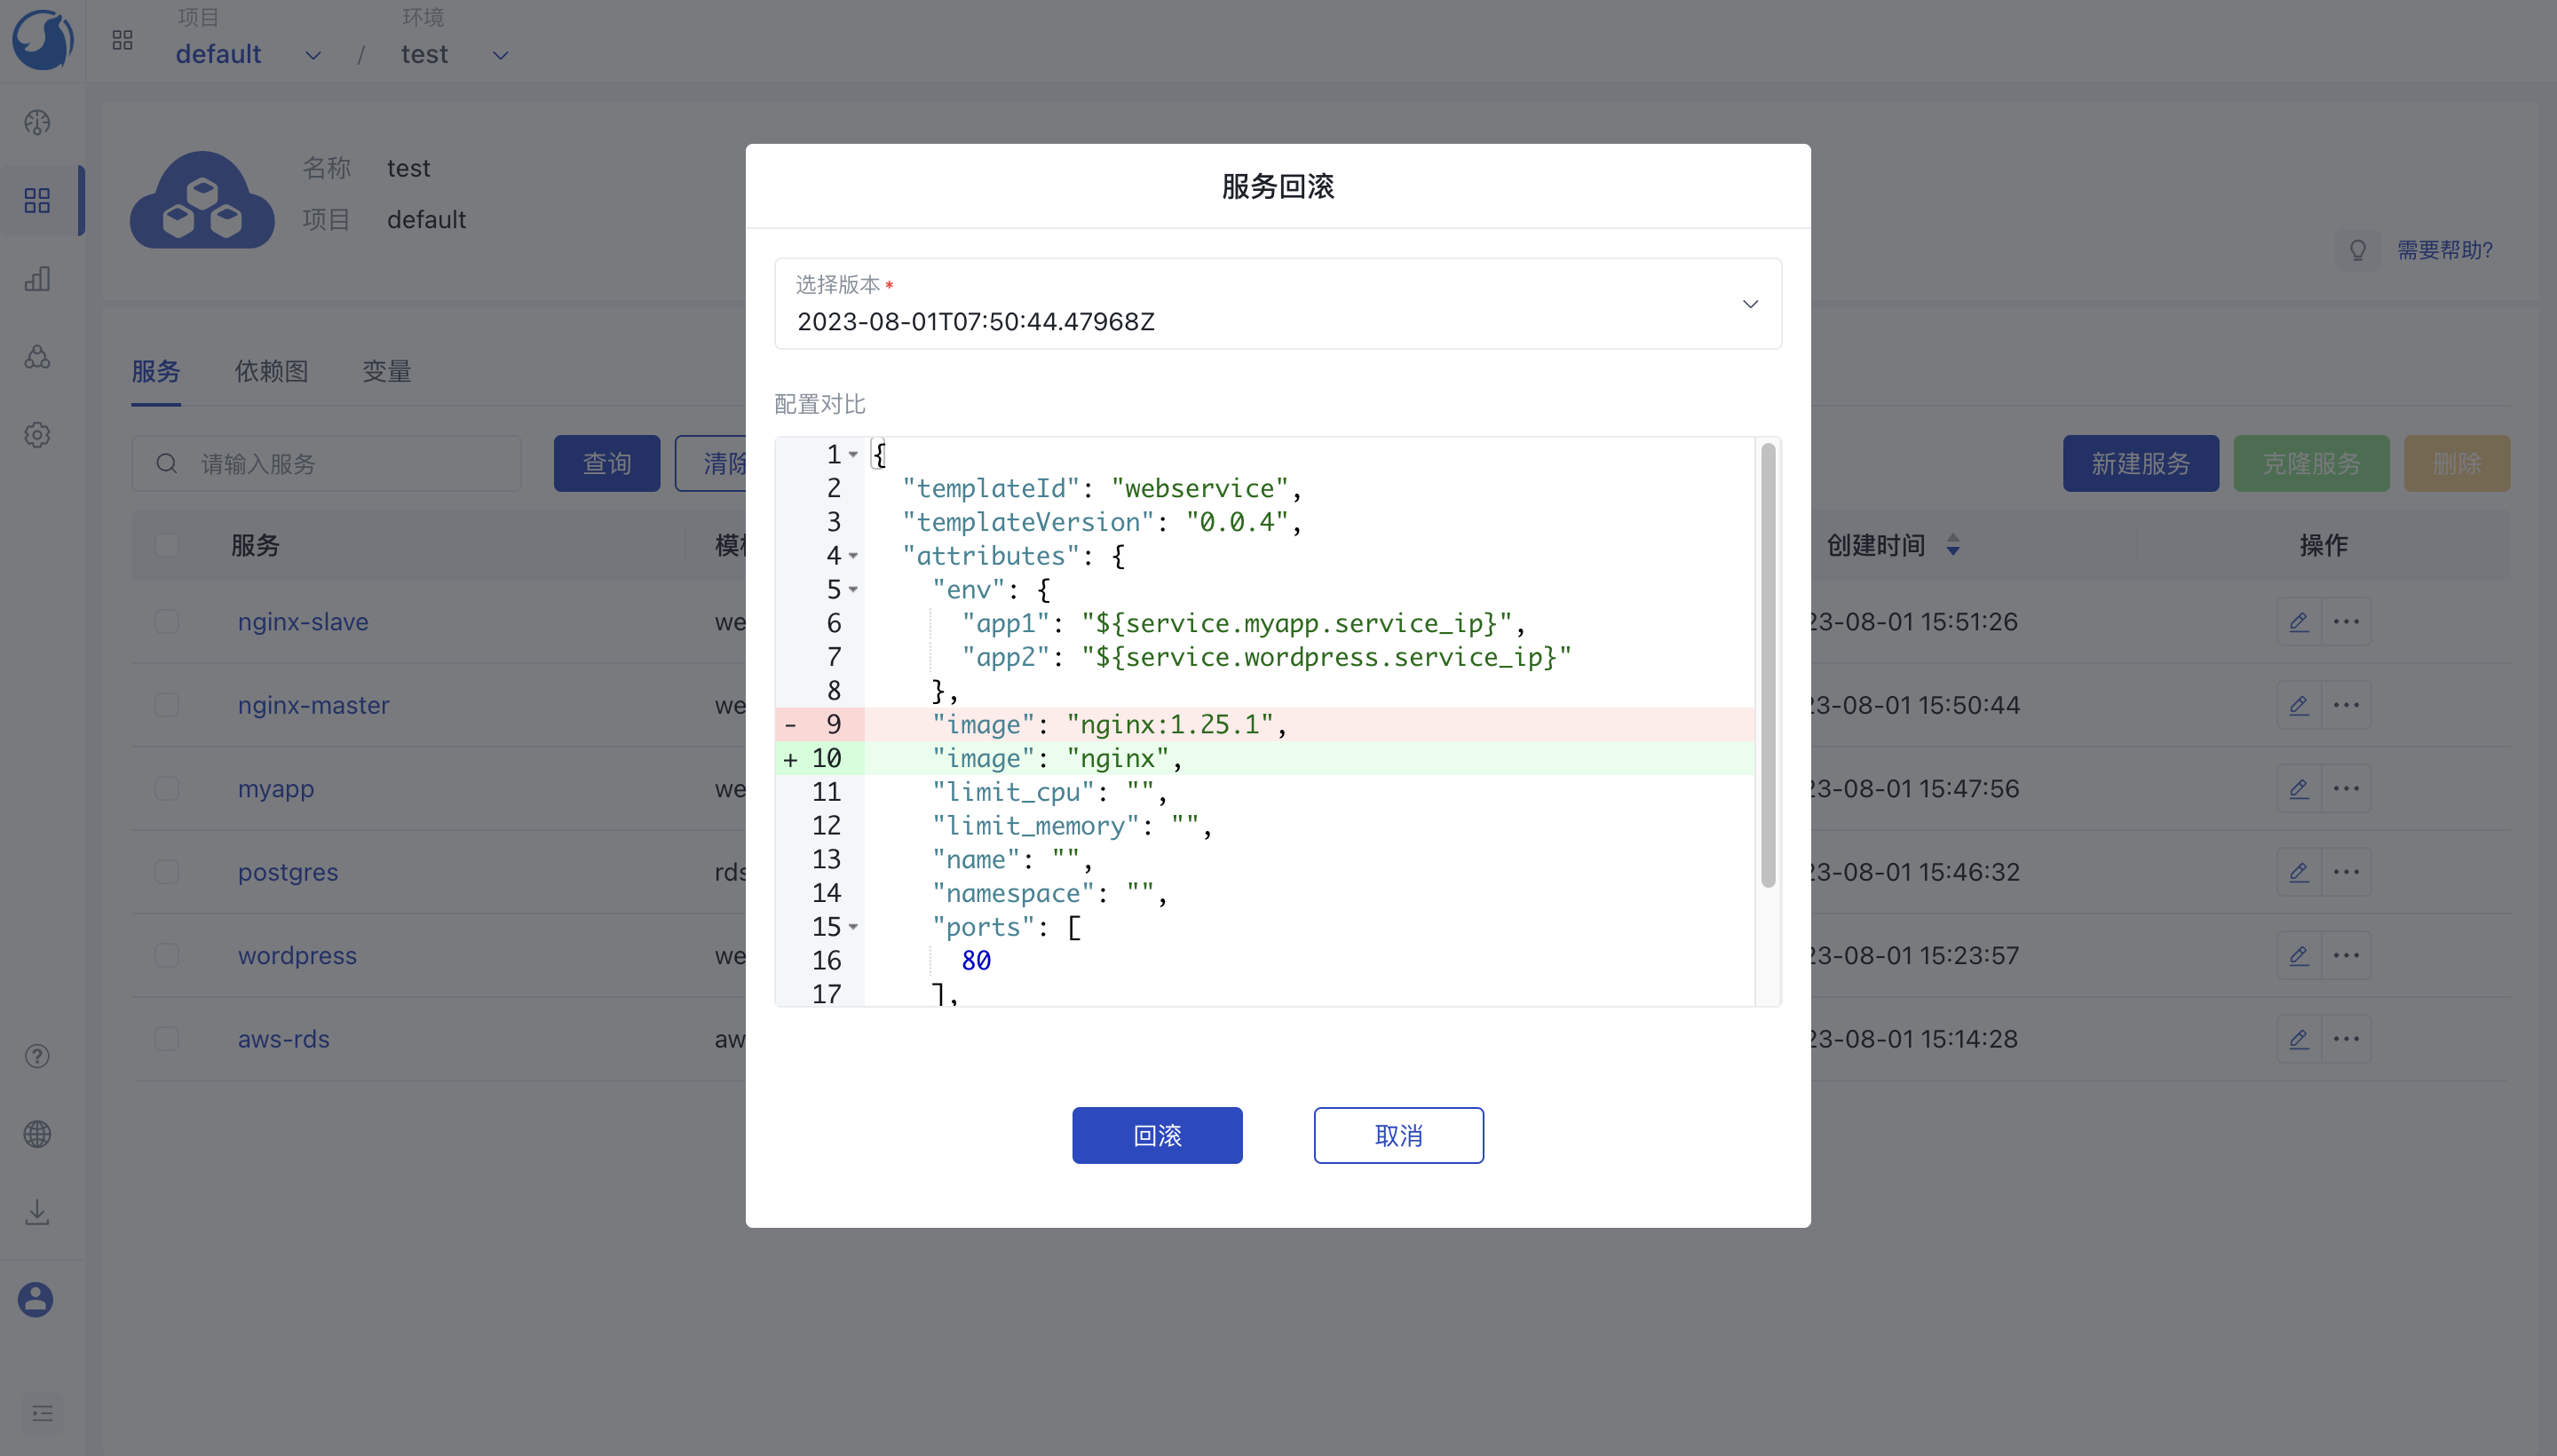 项目
环境
default / test
名称 test
项目 default
需要帮助?
服务 依赖图 变量
请输入服务 查询 清除
新建服务 克隆服务 删除
服务
创建时间 操作
nginx-slave we 23-08-01 15:51:26
nginx-master we 23-08-01 15:50:44
myapp we 23-08-01 15:47:56
postgres rds 23-08-01 15:46:32
wordpress we 23-08-01 15:23:57
aws-rds aw 23-08-01 15:14:28
服务回滚
选择版本*
2023-08-01T07:50:44.47968Z
配置对比
1 {
2 "templateId": "webservice",
3 "templateVersion": "0.0.4",
4 "attributes": {
5 "env": {
6 "app1": "${service.myapp.service_ip}",
7 "app2": "${service.wordpress.service_ip}"
8 },
- 9 "image": "nginx:1.25.1",
+ 10 "image": "nginx",
11 "limit_cpu": "",
12 "limit_memory": "",
13 "name": "",
14 "namespace": "",
15 "ports": [
16 80
17 ],
回滚 取消